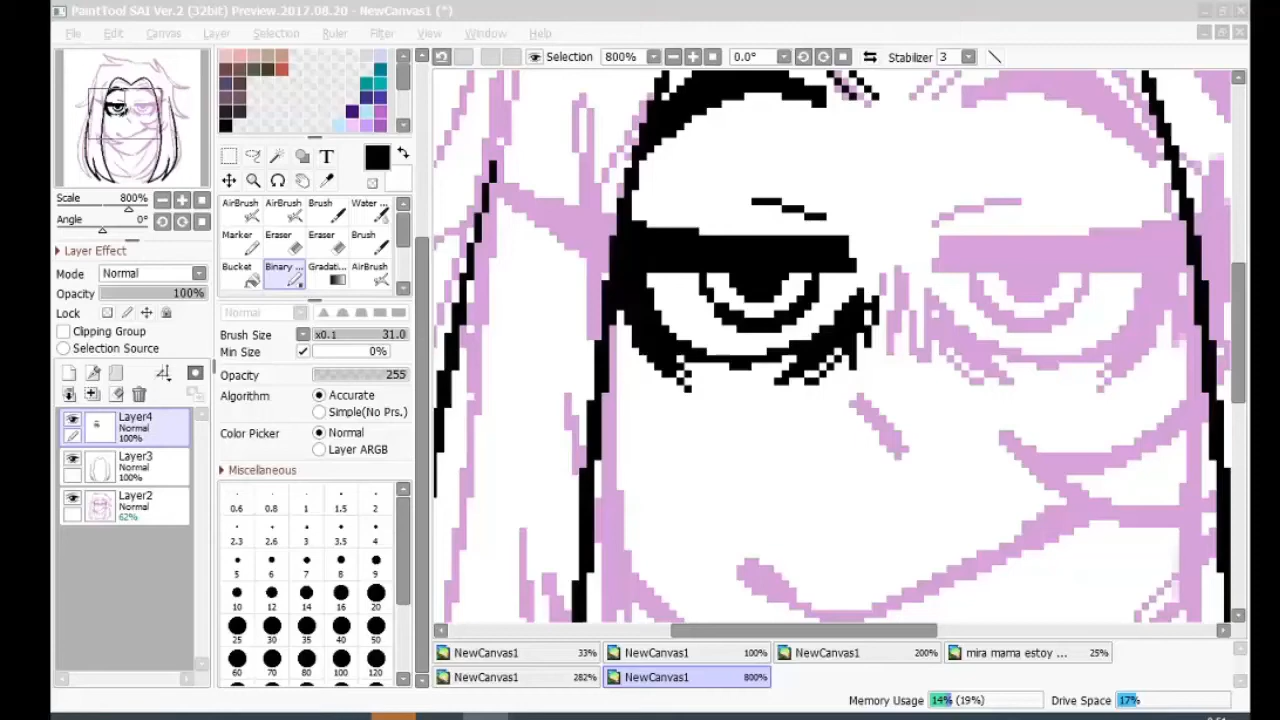 PaintTool SAI Ver.2 (32bit) Preview.2017.08.20 - NewCanvas1 (*)
File Edit Canvas Layer Selection Ruler Filter View Window Help
Selection 800% 0.0° Stabilizer 3
Scale 800%
Angle 0°
Layer Effect
Mode Normal
Opacity 100%
Lock
Clipping Group
Selection Source
Layer4
Normal
100%
Layer3
Normal
100%
Layer2
Normal
62%
T
AirBrush AirBrush Brush Water ...
Marker Eraser Eraser Brush
Bucket Binary ... Gradati... AirBrush
Normal
Brush Size x0.1 31.0
Min Size 0%
Opacity 255
Algorithm Accurate
Simple(No Prs.)
Color Picker Normal
Layer ARGB
Miscellaneous
0.6 0.8 1 1.5 2
2.3 2.6 3 3.5 4
5 6 7 8 9
10 12 14 16 20
25 30 35 40 50
60 70 80 100 120
NewCanvas1 33% NewCanvas1 100% NewCanvas1 200% mira mama estoy ... 25%
NewCanvas1 282% NewCanvas1 800%
Memory Usage 14% (19%) Drive Space 17%